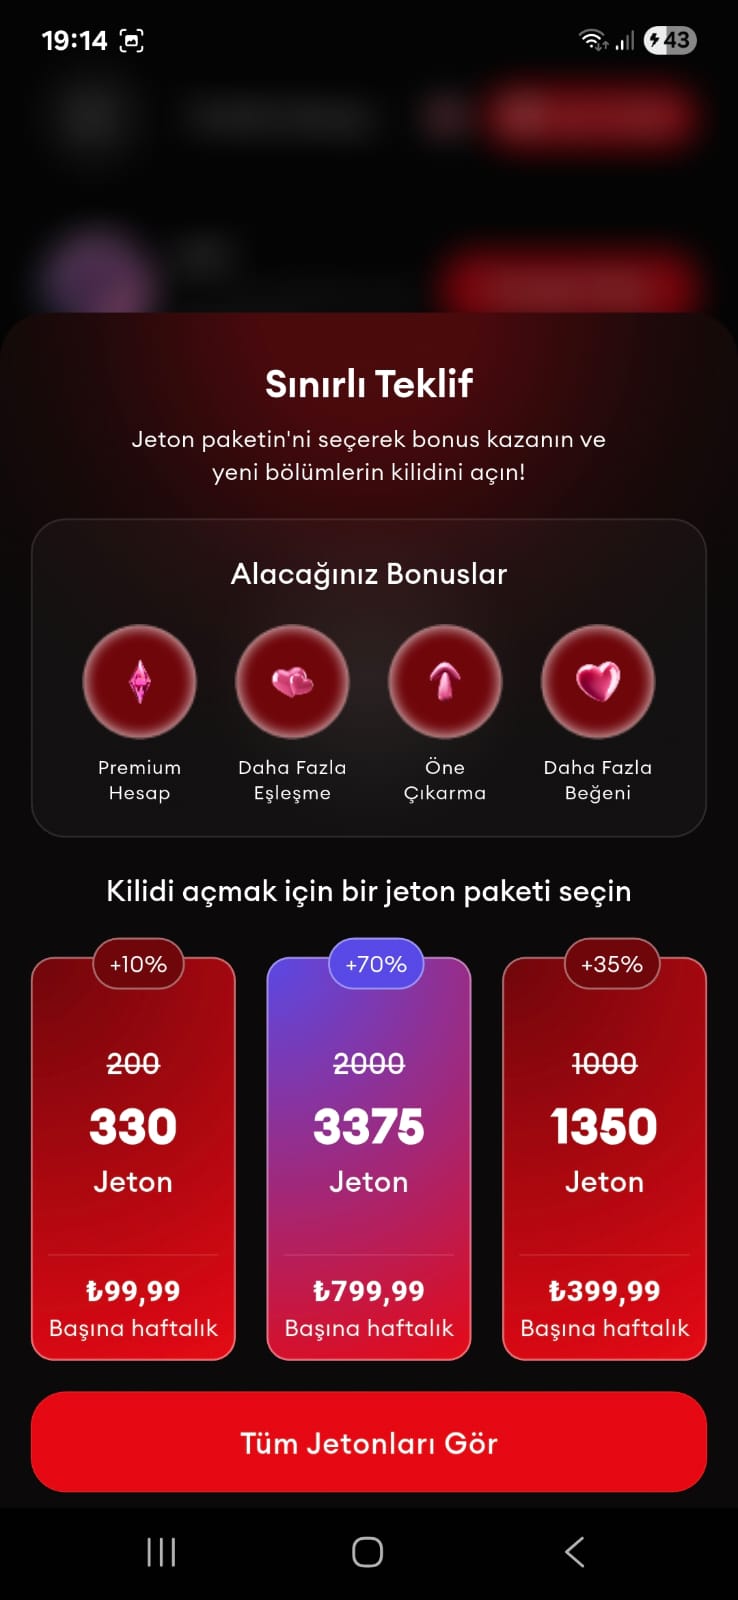 19:14
43
Sınırlı Teklif
Jeton paketin'ni seçerek bonus kazanın ve
yeni bölümlerin kilidini açın!
Alacağınız Bonuslar
Premium
Hesap
Daha Fazla
Eşleşme
Öne
Çıkarma
Daha Fazla
Beğeni
Kilidi açmak için bir jeton paketi seçin
+10%
200
330
Jeton
₺99,99
Başına haftalık
+70%
2000
3375
Jeton
₺799,99
Başına haftalık
+35%
1000
1350
Jeton
₺399,99
Başına haftalık
Tüm Jetonları Gör